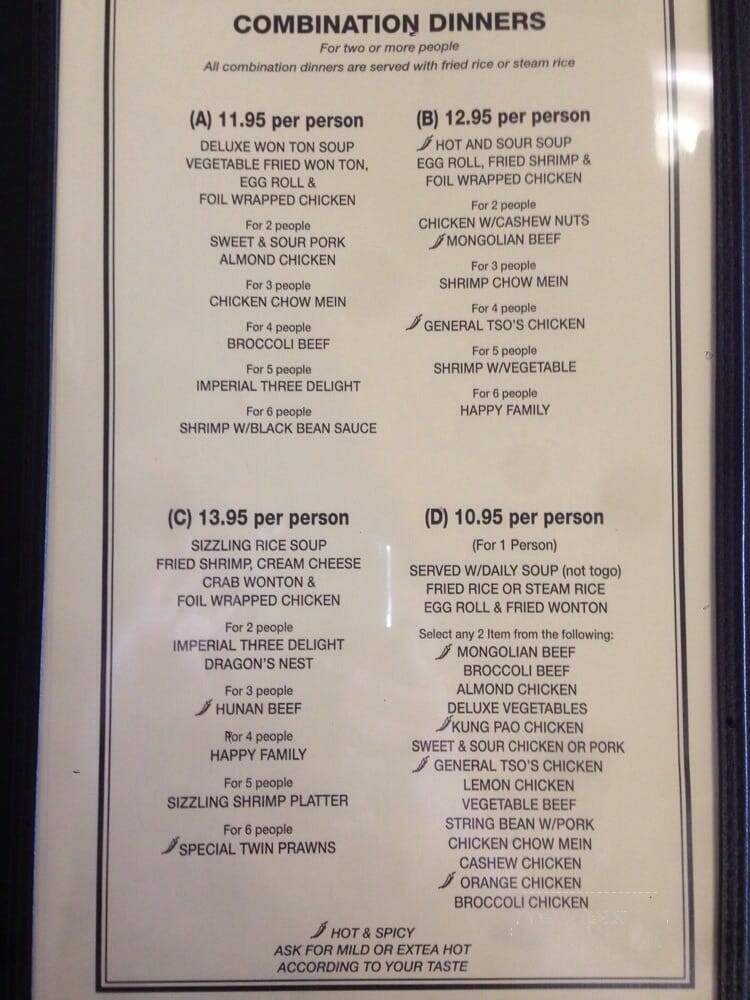 COMBINATION DINNERS
For two or more people
All combination dinners are served with fried rice or steam rice
(A) 11.95 per person
DELUXE WON TON SOUP
VEGETABLE FRIED WON TON,
EGG ROLL &
FOIL WRAPPED CHICKEN
For 2 people
SWEET & SOUR PORK
ALMOND CHICKEN
For 3 people
CHICKEN CHOW MEIN
For 4 people
BROCCOLI BEEF
For 5 people
IMPERIAL THREE DELIGHT
For 6 people
SHRIMP W/BLACK BEAN SAUCE
(B) 12.95 per person
HOT AND SOUR SOUP
EGG ROLL, FRIED SHRIMP &
FOIL WRAPPED CHICKEN
For 2 people
CHICKEN W/CASHEW NUTS
MONGOLIAN BEEF
For 3 people
SHRIMP CHOW MEIN
For 4 people
GENERAL TSO'S CHICKEN
For 5 people
SHRIMP W/VEGETABLE
For 6 people
HAPPY FAMILY
(C) 13.95 per person
SIZZLING RICE SOUP
FRIED SHRIMP, CREAM CHEESE
CRAB WONTON &
FOIL WRAPPED CHICKEN
For 2 people
IMPERIAL THREE DELIGHT
DRAGON'S NEST
For 3 people
HUNAN BEEF
For 4 people
HAPPY FAMILY
For 5 people
SIZZLING SHRIMP PLATTER
For 6 people
SPECIAL TWIN PRAWNS
(D) 10.95 per person
(For 1 Person)
SERVED W/DAILY SOUP (not togo)
FRIED RICE OR STEAM RICE
EGG ROLL & FRIED WONTON
Select any 2 Item from the following:
MONGOLIAN BEEF
BROCCOLI BEEF
ALMOND CHICKEN
DELUXE VEGETABLES
KUNG PAO CHICKEN
SWEET & SOUR CHICKEN OR PORK
GENERAL TSO'S CHICKEN
LEMON CHICKEN
VEGETABLE BEEF
STRING BEAN W/PORK
CHICKEN CHOW MEIN
CASHEW CHICKEN
ORANGE CHICKEN
BROCCOLI CHICKEN
HOT & SPICY
ASK FOR MILD OR EXTEA HOT
ACCORDING TO YOUR TASTE